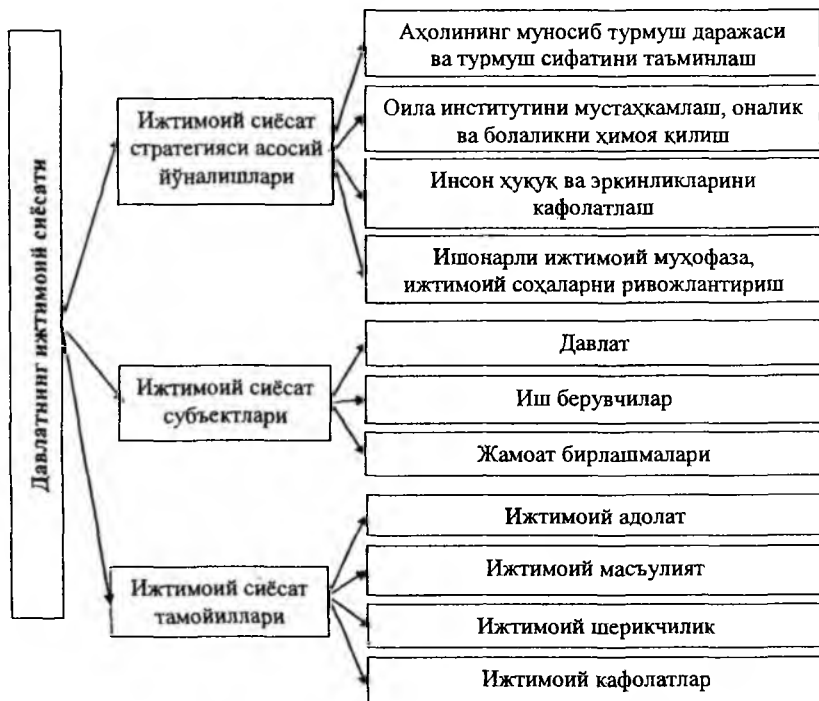 Давлатнинг ижтимоий сиёсати
Ижтимоий сиёсат
стратегияси асосий
йўналишлари
Аҳолининг муносиб турмуш даражаси
ва турмуш сифатини таъминлаш
Оила институтини мустаҳкамлаш, оналик
ва болаликни ҳимоя қилиш
Инсон ҳуқуқ ва эркинликларини
кафолатлаш
Ишонарли ижтимоий муҳофаза,
ижтимоий соҳаларни ривожлантириш
Ижтимоий сиёсат
субъектлари
Давлат
Иш берувчилар
Жамоат бирлашмалари
Ижтимоий сиёсат
тамойиллари
Ижтимоий адолат
Ижтимоий масъулият
Ижтимоий шерикчилик
Ижтимоий кафолатлар